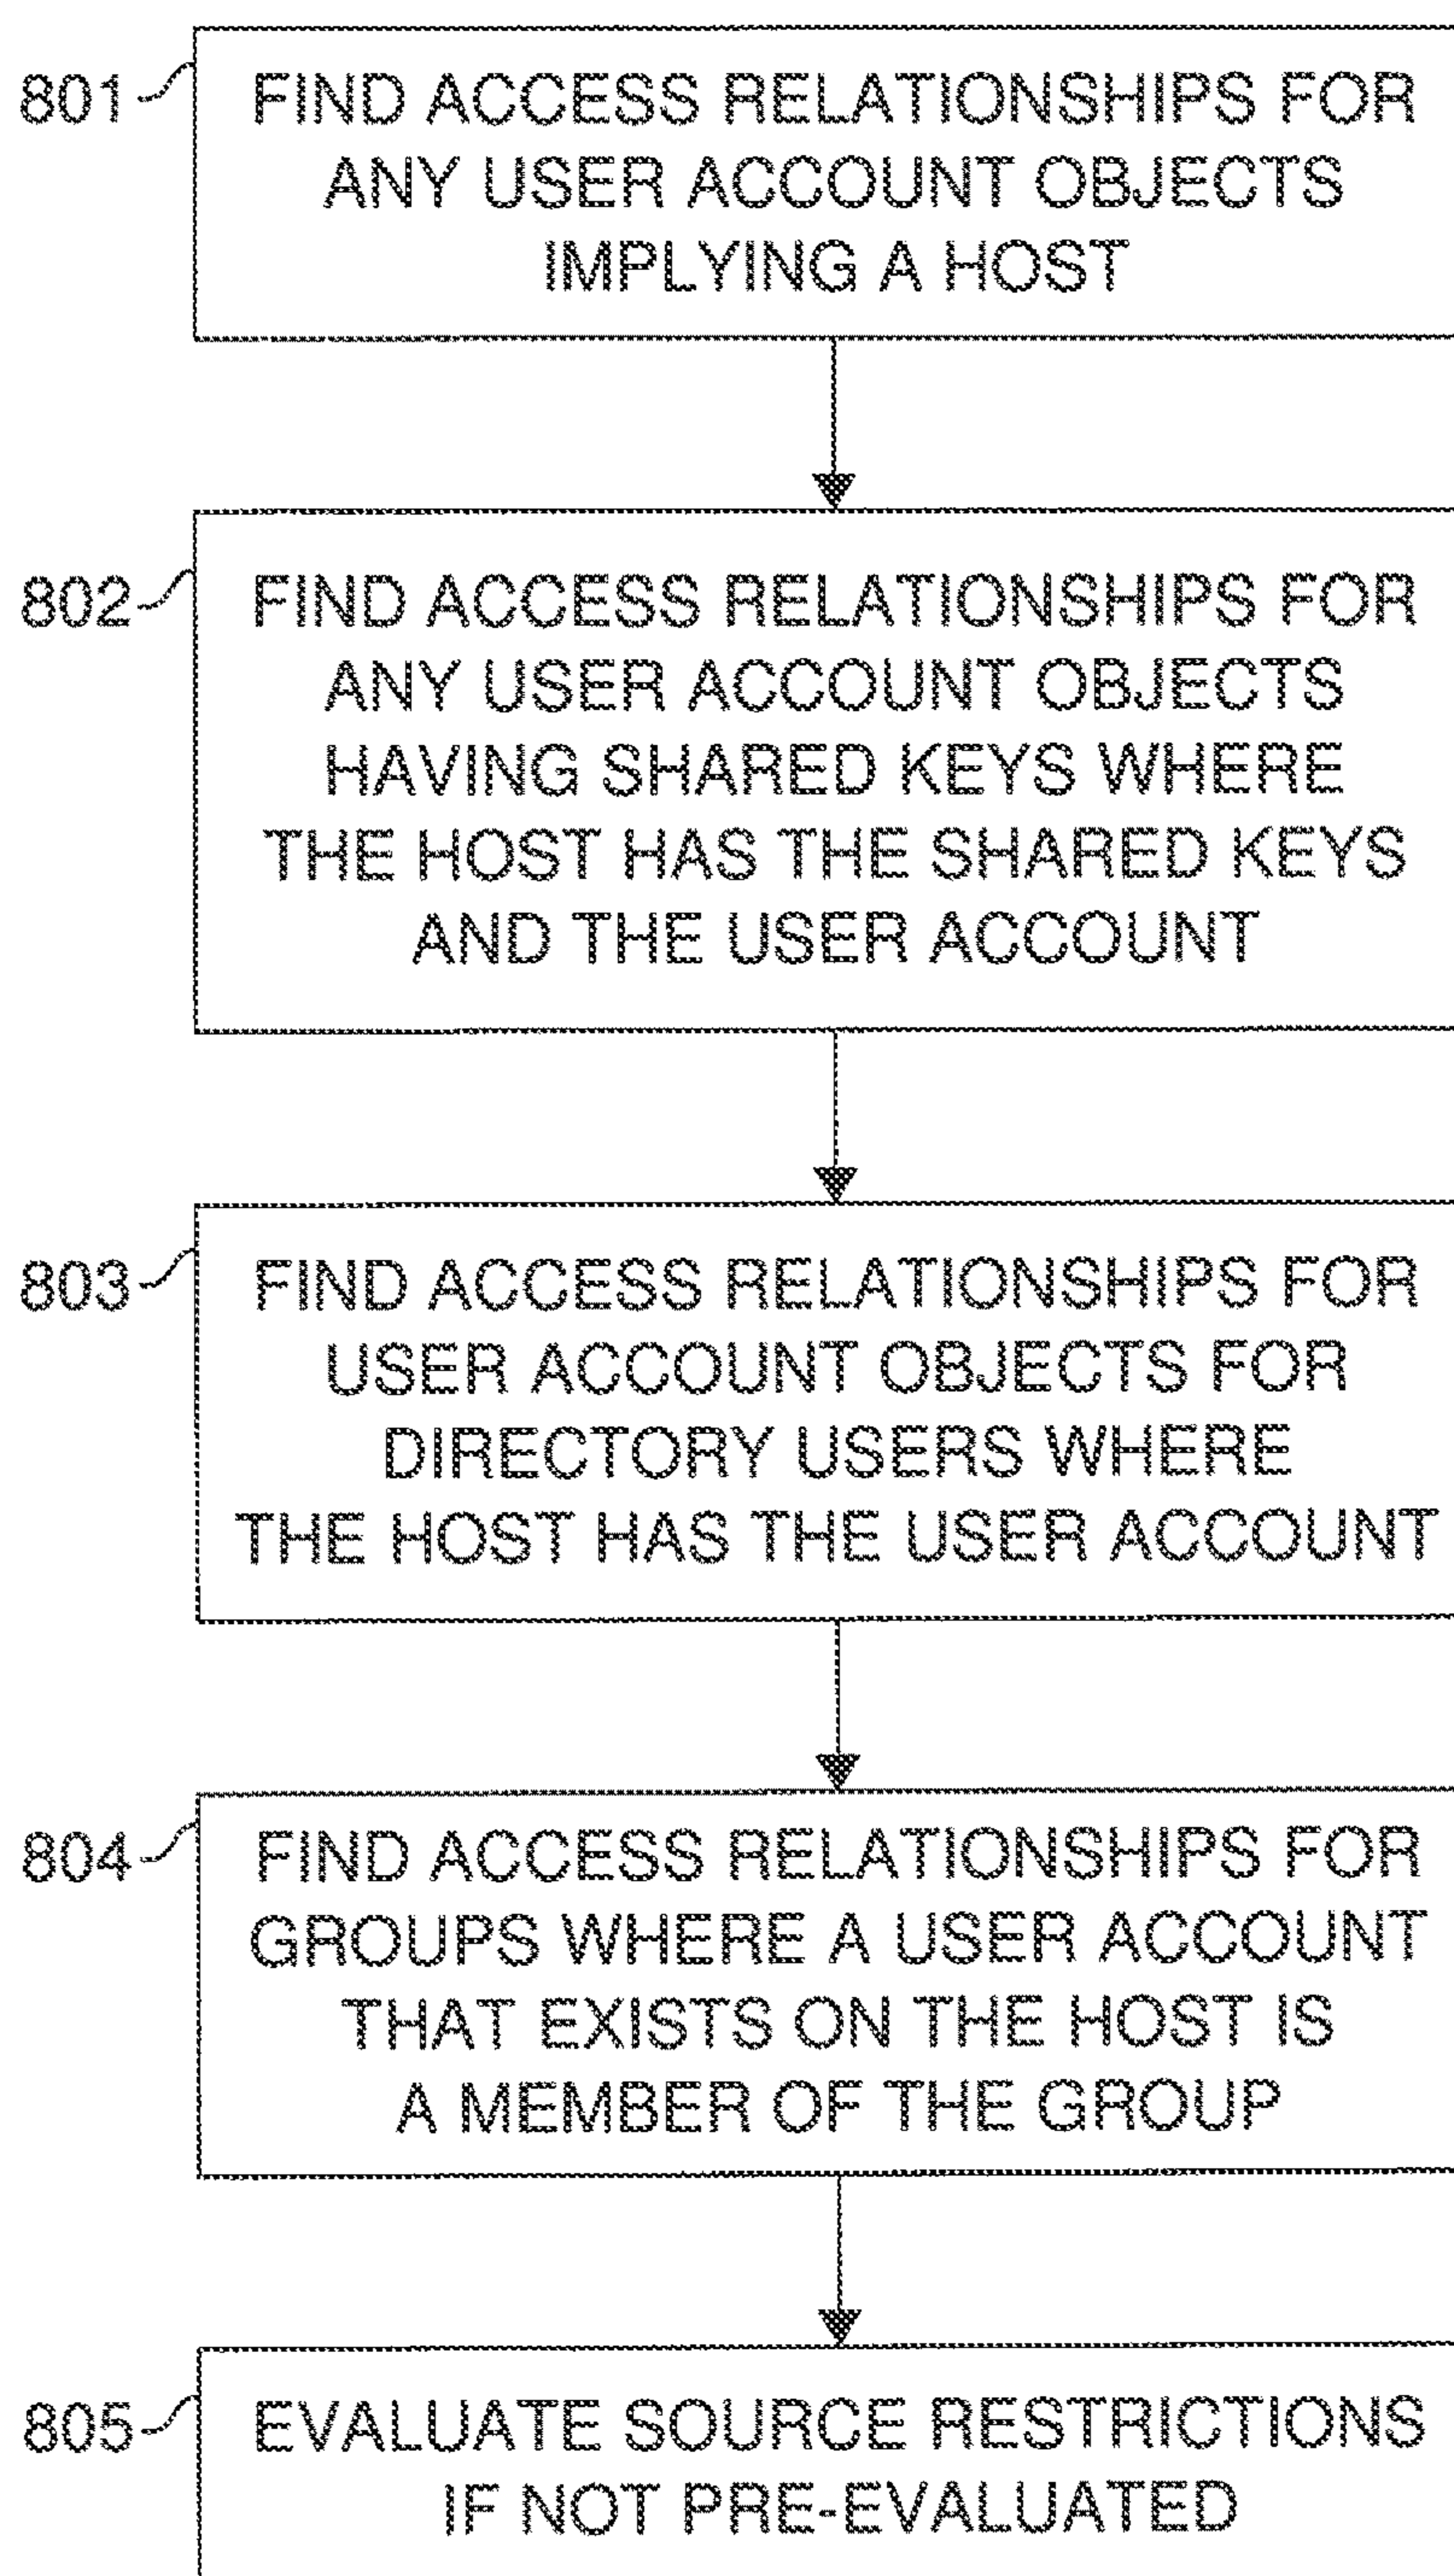 801
FIND ACCESS RELATIONSHIPS FOR
ANY USER ACCOUNT OBJECTS
IMPLYING A HOST
802
FIND ACCESS RELATIONSHIPS FOR
ANY USER ACCOUNT OBJECTS
HAVING SHARED KEYS WHERE
THE HOST HAS THE SHARED KEYS
AND THE USER ACCOUNT
803
FIND ACCESS RELATIONSHIPS FOR
USER ACCOUNT OBJECTS FOR
DIRECTORY USERS WHERE
THE HOST HAS THE USER ACCOUNT
804
FIND ACCESS RELATIONSHIPS FOR
GROUPS WHERE A USER ACCOUNT
THAT EXISTS ON THE HOST IS
A MEMBER OF THE GROUP
805
EVALUATE SOURCE RESTRICTIONS
IF NOT PRE-EVALUATED